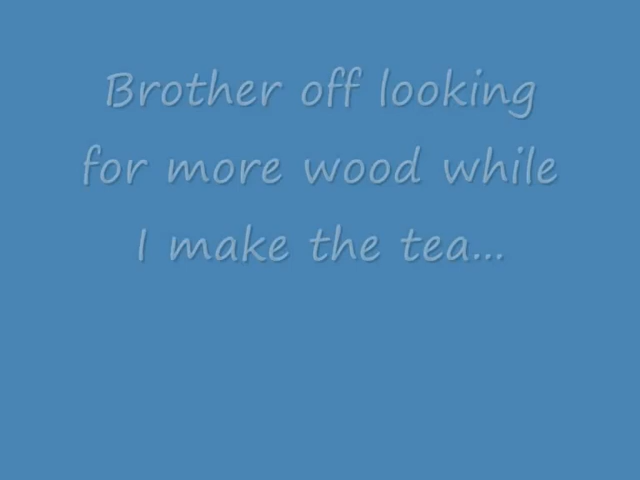 Brother off looking
for more wood while
I make the tea...